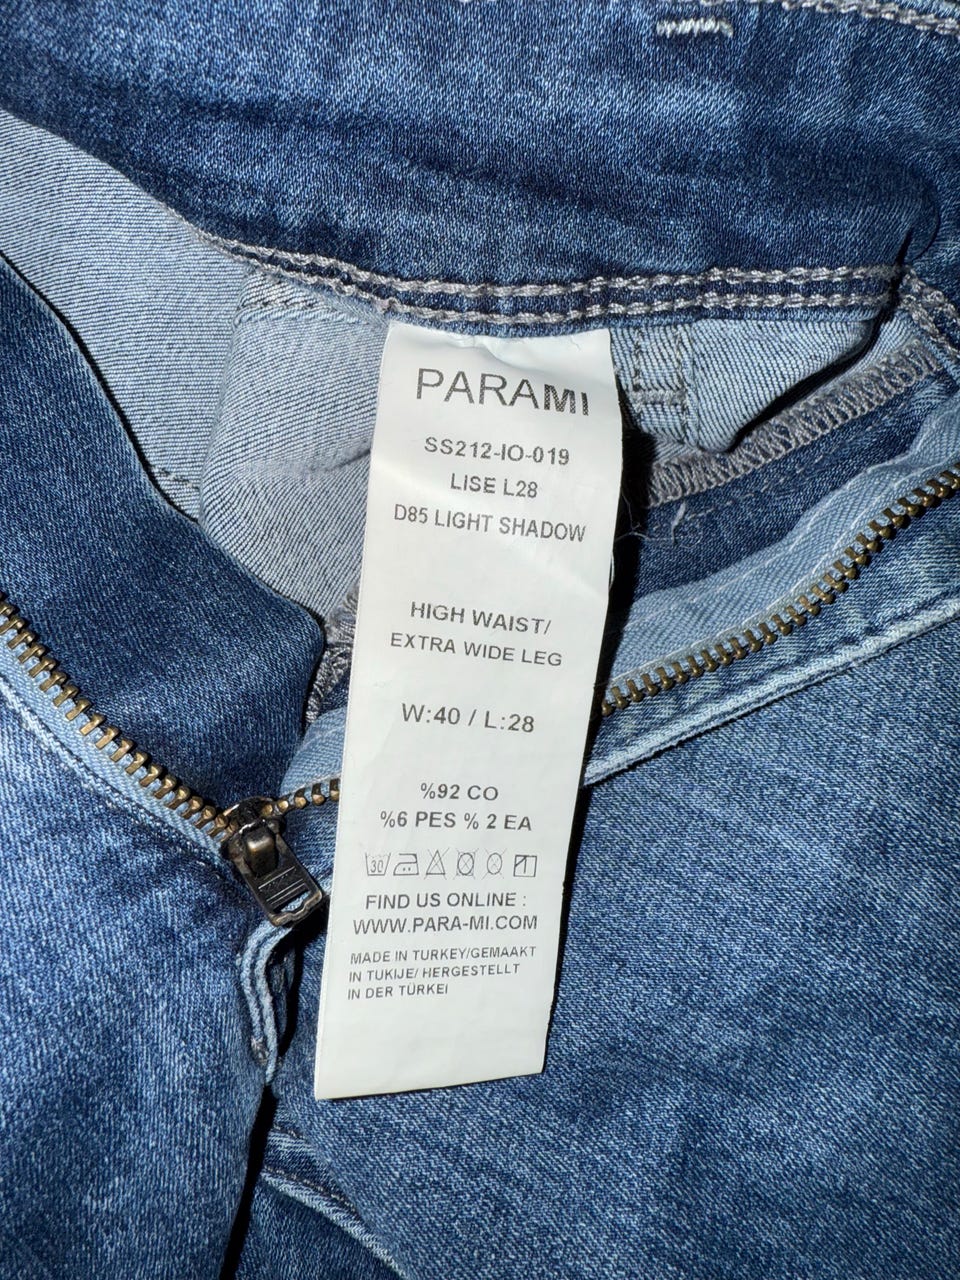 PARAMI
SS212-IO-019
LISE L28
D85 LIGHT SHADOW
HIGH WAIST/
EXTRA WIDE LEG
W:40 / L:28
%92 CO
%6 PES % 2 EA
30
FIND US ONLINE :
WWW.PARA-MI.COM
MADE IN TURKEY/GEMAAKT
IN TUKIJE/ HERGESTELLT
IN DER TÜRKEI